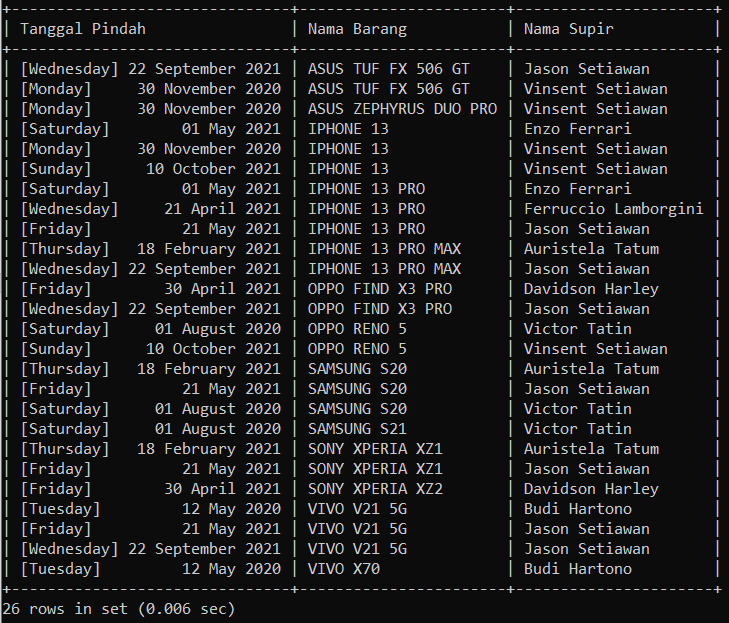 +-------------------------------+-----------------------+----------------------+
| Tanggal Pindah                | Nama Barang           | Nama Supir           |
+-------------------------------+-----------------------+----------------------+
| [Wednesday] 22 September 2021 | ASUS TUF FX 506 GT    | Jason Setiawan       |
| [Monday]     30 November 2020 | ASUS TUF FX 506 GT    | Vinsent Setiawan     |
| [Monday]     30 November 2020 | ASUS ZEPHYRUS DUO PRO | Vinsent Setiawan     |
| [Saturday]        01 May 2021 | IPHONE 13             | Enzo Ferrari         |
| [Monday]     30 November 2020 | IPHONE 13             | Vinsent Setiawan     |
| [Sunday]      10 October 2021 | IPHONE 13             | Vinsent Setiawan     |
| [Saturday]        01 May 2021 | IPHONE 13 PRO         | Enzo Ferrari         |
| [Wednesday]     21 April 2021 | IPHONE 13 PRO         | Ferruccio Lamborgini |
| [Friday]          21 May 2021 | IPHONE 13 PRO         | Jason Setiawan       |
| [Thursday]   18 February 2021 | IPHONE 13 PRO MAX     | Auristela Tatum      |
| [Wednesday] 22 September 2021 | IPHONE 13 PRO MAX     | Jason Setiawan       |
| [Friday]        30 April 2021 | OPPO FIND X3 PRO      | Davidson Harley      |
| [Wednesday] 22 September 2021 | OPPO FIND X3 PRO      | Jason Setiawan       |
| [Saturday]     01 August 2020 | OPPO RENO 5           | Victor Tatin         |
| [Sunday]      10 October 2021 | OPPO RENO 5           | Vinsent Setiawan     |
| [Thursday]   18 February 2021 | SAMSUNG S20           | Auristela Tatum      |
| [Friday]          21 May 2021 | SAMSUNG S20           | Jason Setiawan       |
| [Saturday]     01 August 2020 | SAMSUNG S20           | Victor Tatin         |
| [Saturday]     01 August 2020 | SAMSUNG S21           | Victor Tatin         |
| [Thursday]   18 February 2021 | SONY XPERIA XZ1       | Auristela Tatum      |
| [Friday]          21 May 2021 | SONY XPERIA XZ1       | Jason Setiawan       |
| [Friday]        30 April 2021 | SONY XPERIA XZ2       | Davidson Harley      |
| [Tuesday]         12 May 2020 | VIVO V21 5G           | Budi Hartono         |
| [Friday]          21 May 2021 | VIVO V21 5G           | Jason Setiawan       |
| [Wednesday] 22 September 2021 | VIVO V21 5G           | Jason Setiawan       |
| [Tuesday]         12 May 2020 | VIVO X70              | Budi Hartono         |
+-------------------------------+-----------------------+----------------------+
26 rows in set (0.006 sec)